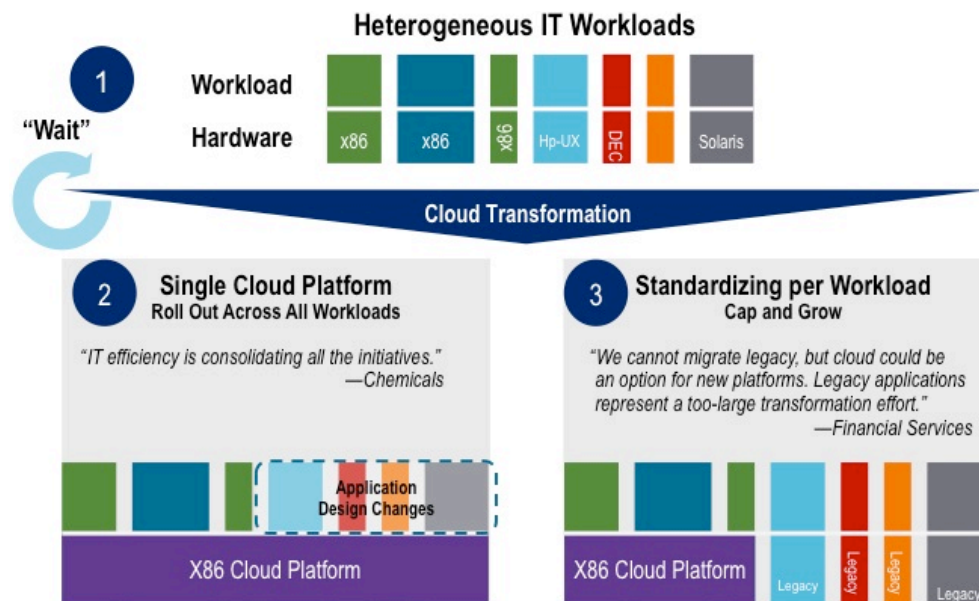 Heterogeneous IT Workloads
1
Workload
“Wait”
Hardware
x86
x86
x86
Hp-UX
DEC
Solaris
Cloud Transformation
2
Single Cloud Platform
Roll Out Across All Workloads
“IT efficiency is consolidating all the initiatives.”
—Chemicals
Application
Design Changes
X86 Cloud Platform
3
Standardizing per Workload
Cap and Grow
“We cannot migrate legacy, but cloud could be
an option for new platforms. Legacy applications
represent a too-large transformation effort.”
—Financial Services
X86 Cloud Platform
Legacy
Legacy
Legacy
Legacy